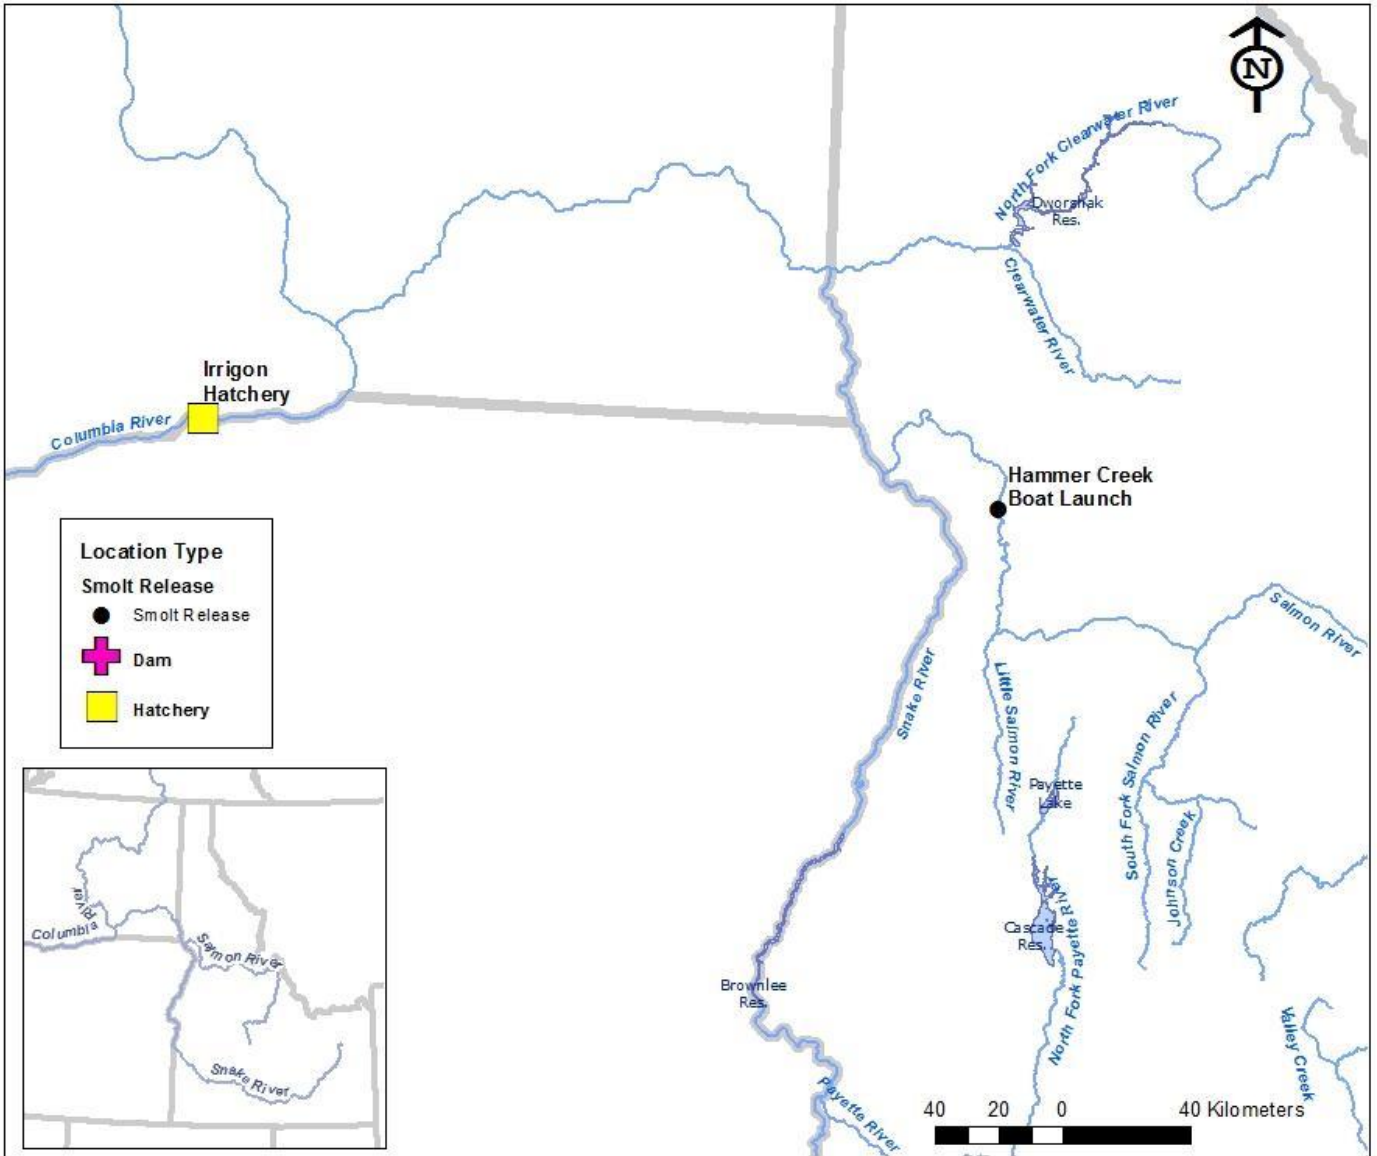 N
North Fork Clearwater River
Dworshak
Res.
Clearwater River
Irrigon
Hatchery
Columbia River
Hammer Creek
Boat Launch
Location Type
Smolt Release
Smolt Release
Dam
Hatchery
Salmon River
Snake River
Little Salmon River
South Fork Salmon River
Payette
Lake
Johnson Creek
Cascade
Res.
North Fork Payette River
Brownlee
Res.
Valley Creek
Payette River
40 20 0 40 Kilometers
Columbia River
Salmon River
Snake River